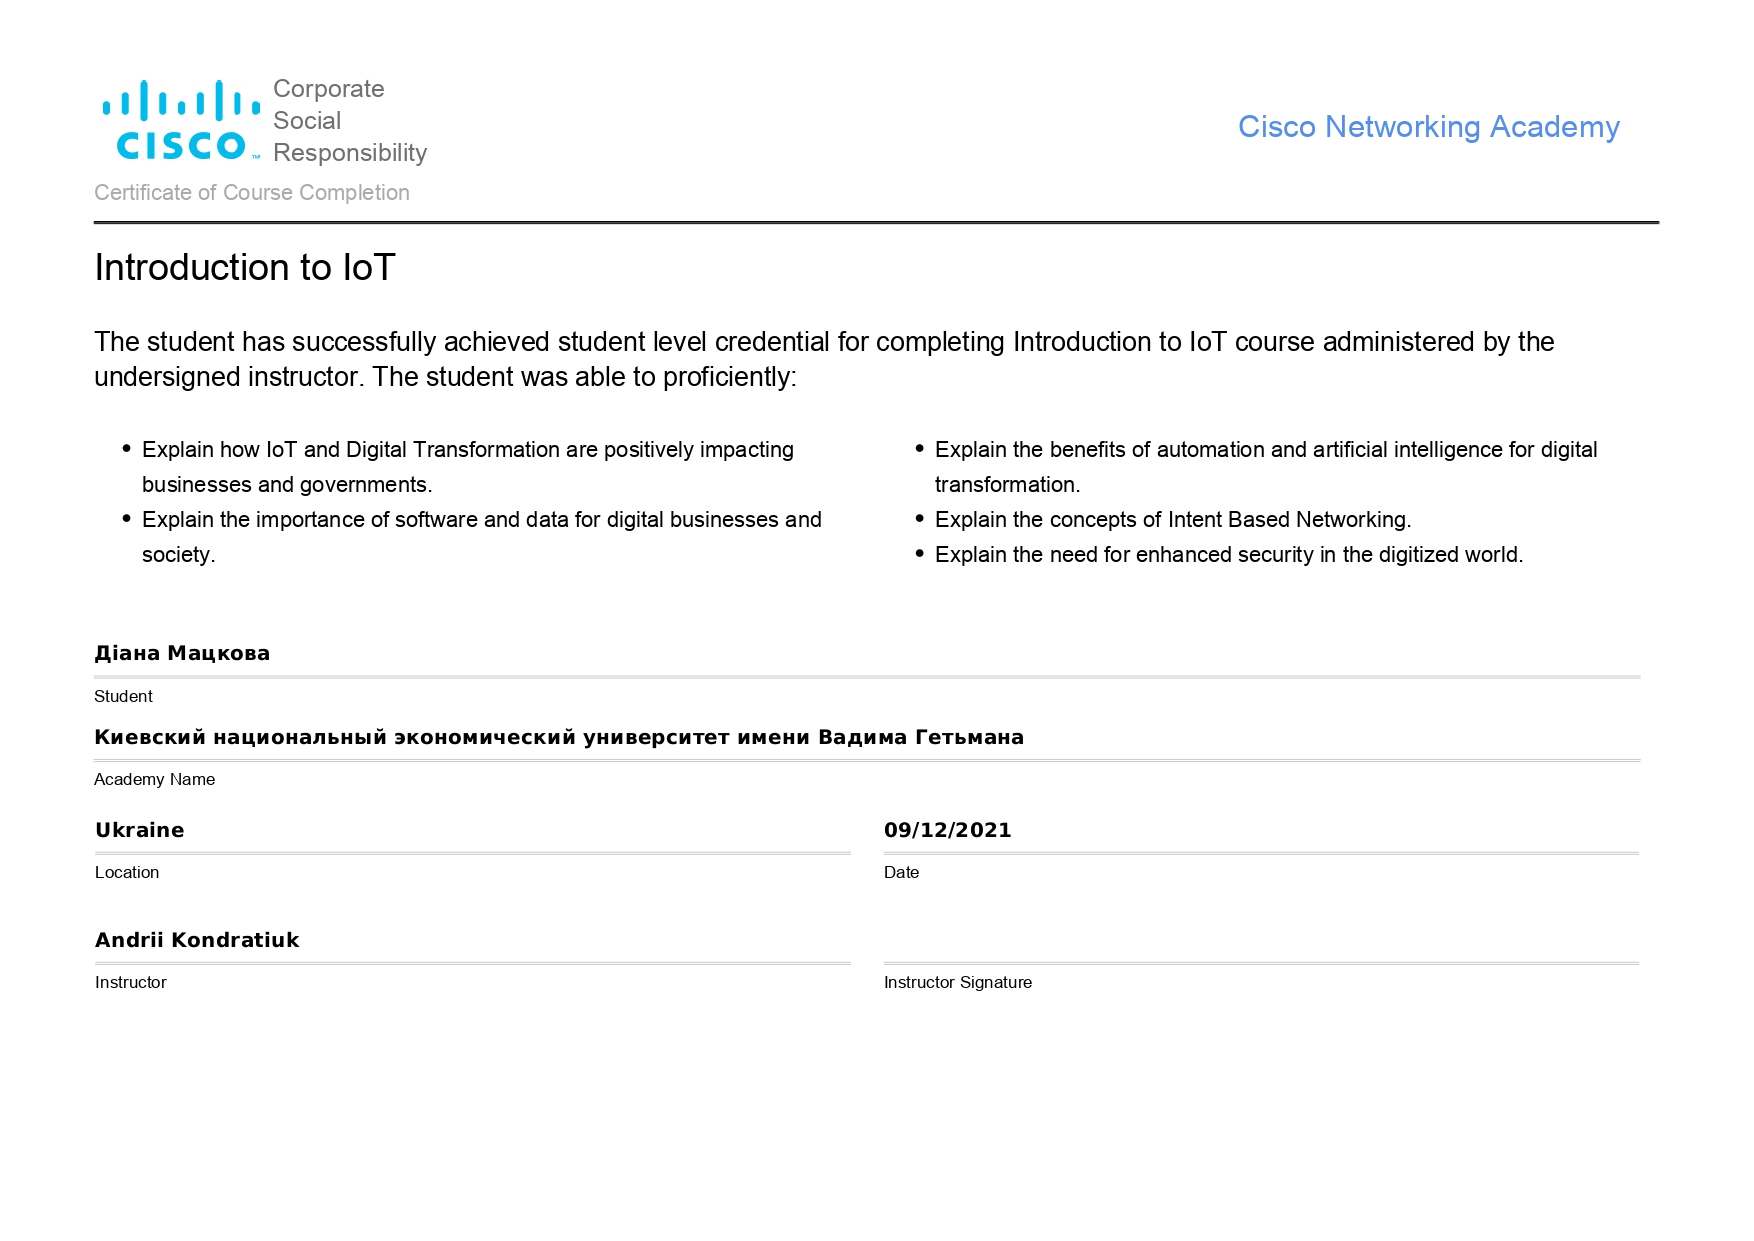 CISCO™
Corporate
Social
Responsibility
Cisco Networking Academy
Certificate of Course Completion
Introduction to IoT
The student has successfully achieved student level credential for completing Introduction to IoT course administered by the
undersigned instructor. The student was able to proficiently:
• Explain how IoT and Digital Transformation are positively impacting
businesses and governments.
• Explain the importance of software and data for digital businesses and
society.
• Explain the benefits of automation and artificial intelligence for digital
transformation.
• Explain the concepts of Intent Based Networking.
• Explain the need for enhanced security in the digitized world.
Діана Мацкова
Student
Киевский национальный экономический университет имени Вадима Гетьмана
Academy Name
Ukraine
Location
09/12/2021
Date
Andrii Kondratiuk
Instructor
Instructor Signature